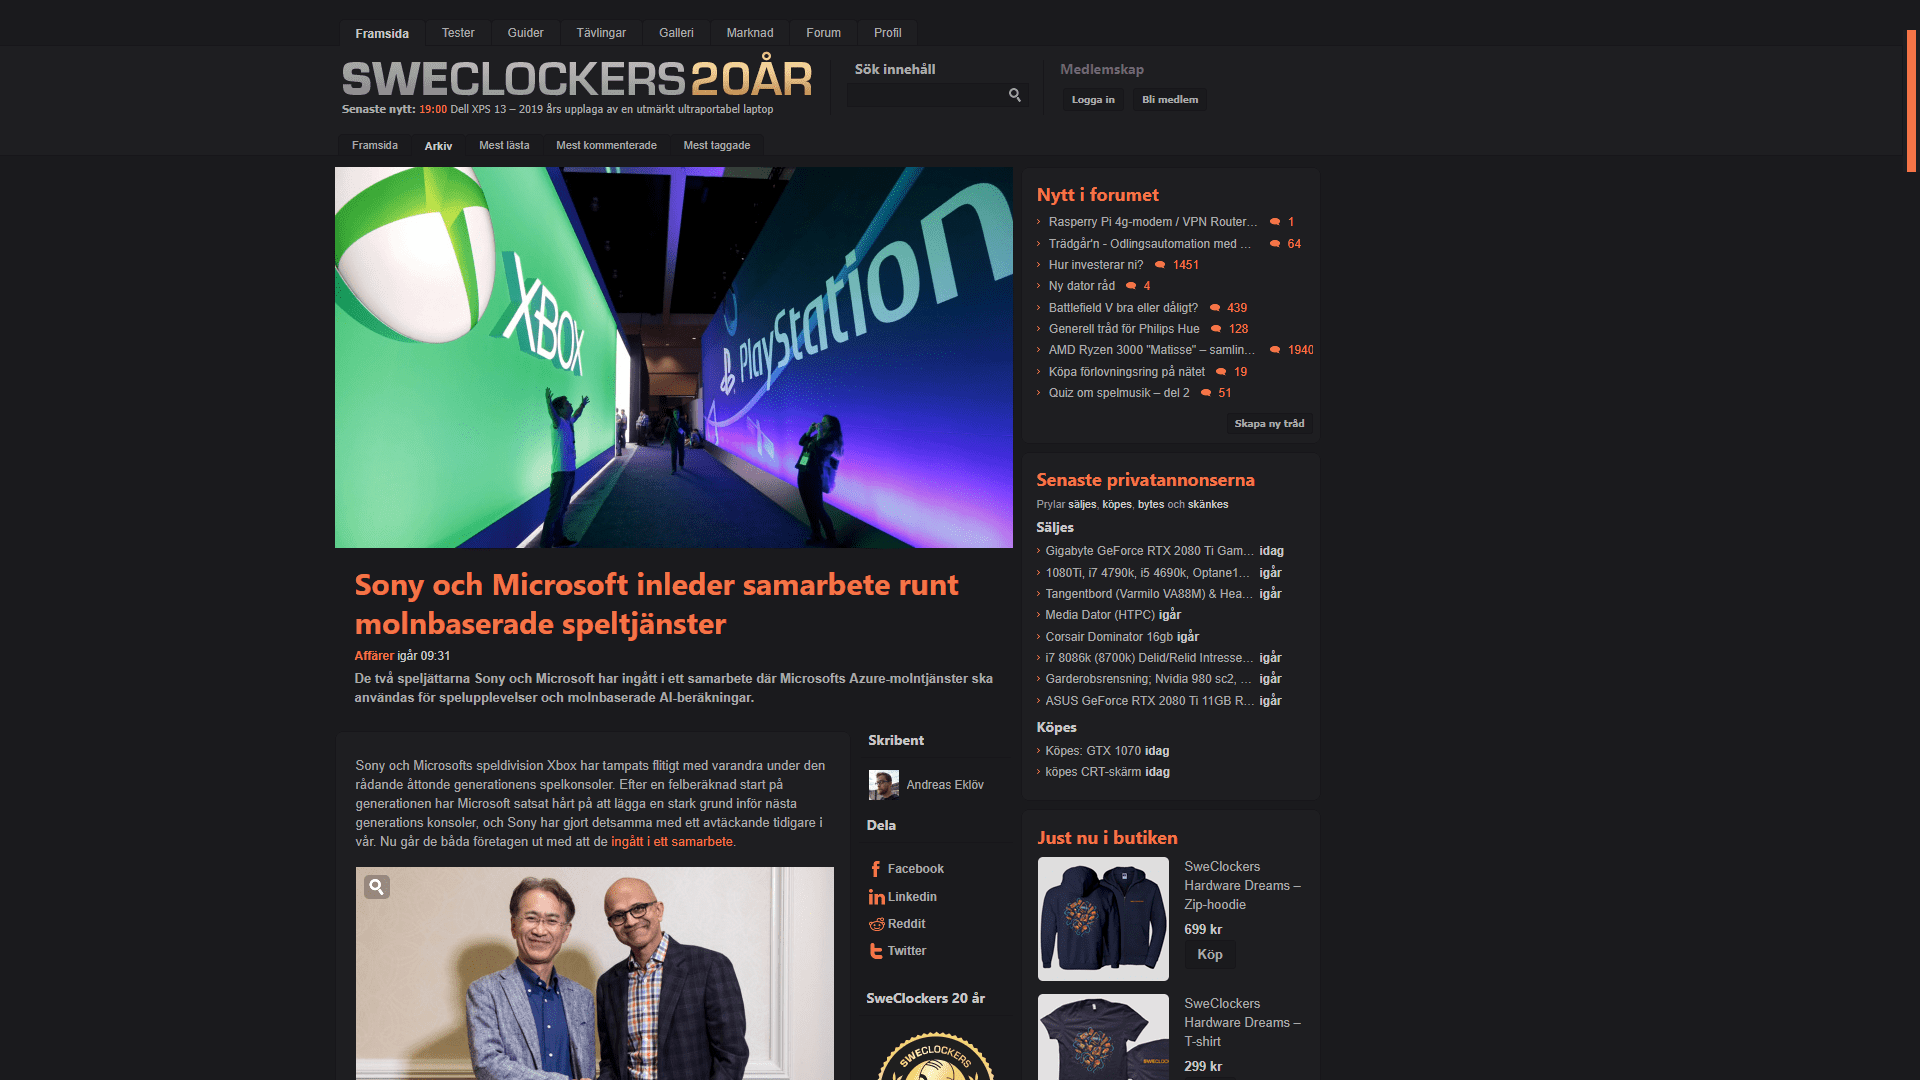 Framsida
Tester
Guider
Tävlingar
Galleri
Marknad
Forum
Profil
SWECLOCKERS 20ÅR
Senaste nytt: 19:00 Dell XPS 13 – 2019 års upplaga av en utmärkt ultraportabel laptop
Sök innehåll
Medlemskap
Logga in
Bli medlem
Framsida
Arkiv
Mest lästa
Mest kommenterade
Mest taggade
XBOX
PlayStation
Sony och Microsoft inleder samarbete runt
molnbaserade speltjänster
Affärer igår 09:31
De två speljättarna Sony och Microsoft har ingått i ett samarbete där Microsofts Azure-molntjänster ska
användas för spelupplevelser och molnbaserade AI-beräkningar.
Sony och Microsofts speldivision Xbox har tampats flitigt med varandra under den
rådande åttonde generationens spelkonsoler. Efter en felberäknad start på
generationen har Microsoft satsat hårt på att lägga en stark grund inför nästa
generations konsoler, och Sony har gjort detsamma med ett avtäckande tidigare i
vår. Nu går de båda företagen ut med att de ingått i ett samarbete.
Skribent
Andreas Eklöv
Dela
Facebook
Linkedin
Reddit
Twitter
SweClockers 20 år
SWECLOCKERS
Nytt i forumet
Rasperry Pi 4g-modem / VPN Router… 1
Trädgår'n - Odlingsautomation med … 64
Hur investerar ni? 1451
Ny dator råd 4
Battlefield V bra eller dåligt? 439
Generell tråd för Philips Hue 128
AMD Ryzen 3000 "Matisse" – samlin… 1940
Köpa förlovningsring på nätet 19
Quiz om spelmusik – del 2 51
Skapa ny tråd
Senaste privatannonserna
Prylar säljes, köpes, bytes och skänkes
Säljes
Gigabyte GeForce RTX 2080 Ti Gam… idag
1080Ti, i7 4790k, i5 4690k, Optane1… igår
Tangentbord (Varmilo VA88M) & Hea… igår
Media Dator (HTPC) igår
Corsair Dominator 16gb igår
i7 8086k (8700k) Delid/Relid Intresse… igår
Garderobsrensning; Nvidia 980 sc2, … igår
ASUS GeForce RTX 2080 Ti 11GB R… igår
Köpes
Köpes: GTX 1070 idag
köpes CRT-skärm idag
Just nu i butiken
SweClockers
Hardware Dreams –
Zip-hoodie
699 kr
Köp
SweClockers
Hardware Dreams –
T-shirt
299 kr